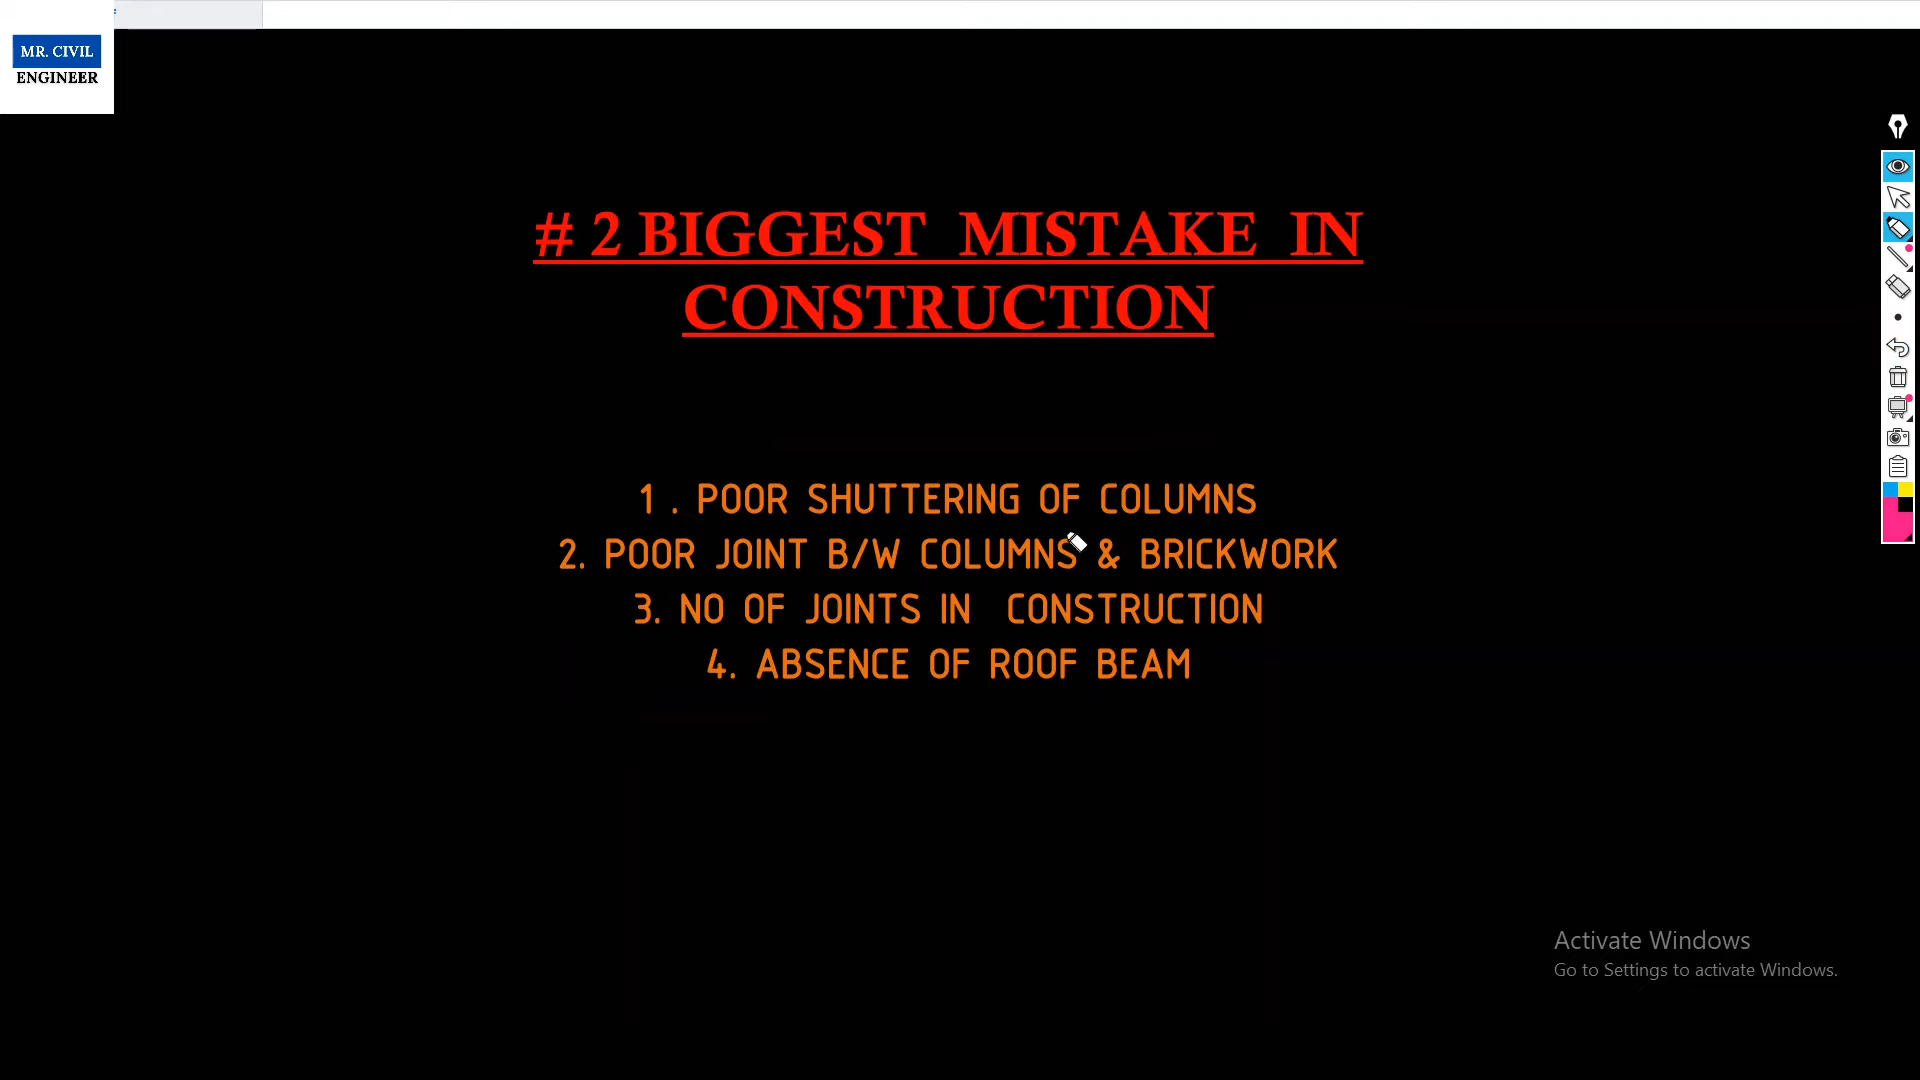 MR. CIVIL
ENGINEER
# 2 BIGGEST MISTAKE IN
CONSTRUCTION
1 . POOR SHUTTERING OF COLUMNS
2. POOR JOINT B/W COLUMNS & BRICKWORK
3. NO OF JOINTS IN CONSTRUCTION
4. ABSENCE OF ROOF BEAM
Activate Windows
Go to Settings to activate Windows.